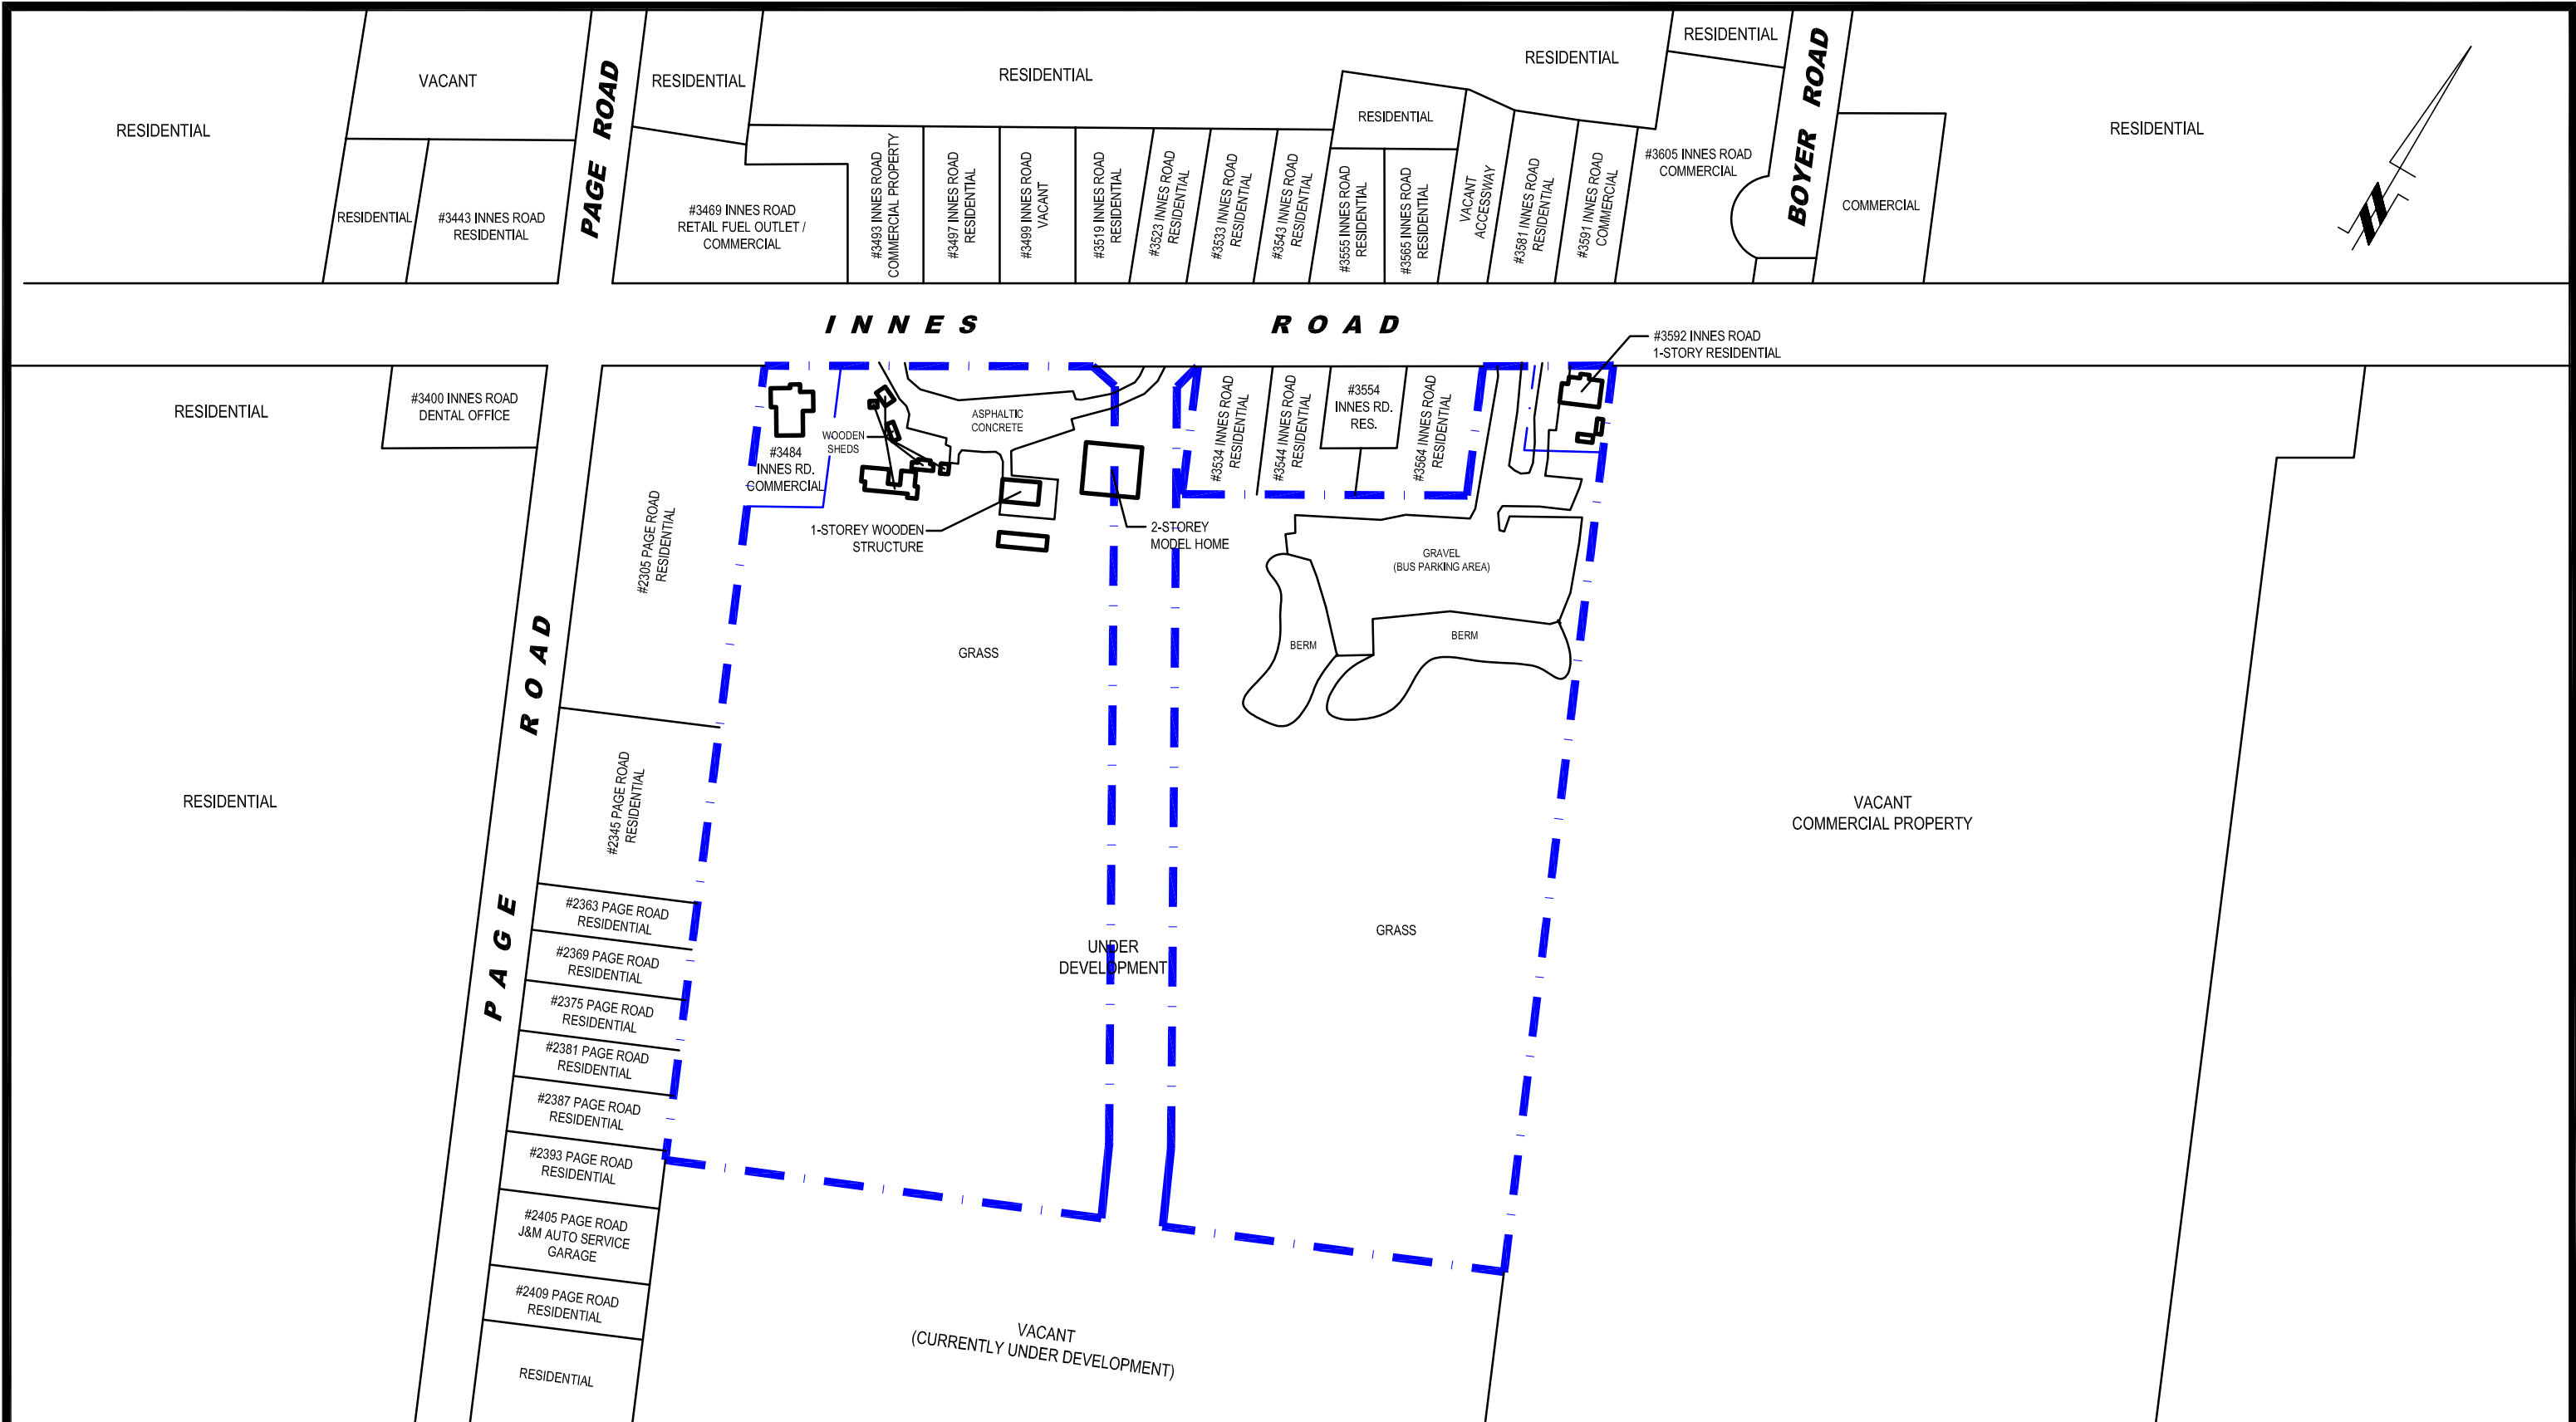 RESIDENTIAL
VACANT
PAGE ROAD
RESIDENTIAL
RESIDENTIAL
RESIDENTIAL
RESIDENTIAL
BOYER ROAD
RESIDENTIAL
RESIDENTIAL
#3443 INNES ROAD
RESIDENTIAL
#3469 INNES ROAD
RETAIL FUEL OUTLET /
COMMERCIAL
#3493 INNES ROAD
COMMERCIAL PROPERTY
#3497 INNES ROAD
RESIDENTIAL
#3499 INNES ROAD
VACANT
#3519 INNES ROAD
RESIDENTIAL
#3523 INNES ROAD
RESIDENTIAL
#3533 INNES ROAD
RESIDENTIAL
#3543 INNES ROAD
RESIDENTIAL
RESIDENTIAL
#3555 INNES ROAD
RESIDENTIAL
#3565 INNES ROAD
RESIDENTIAL
VACANT
ACCESSWAY
#3581 INNES ROAD
RESIDENTIAL
#3591 INNES ROAD
COMMERCIAL
#3605 INNES ROAD
COMMERCIAL
COMMERCIAL
INNES ROAD
#3592 INNES ROAD
1-STORY RESIDENTIAL
RESIDENTIAL
#3400 INNES ROAD
DENTAL OFFICE
#3484
INNES RD.
COMMERCIAL
WOODEN
SHEDS
ASPHALTIC
CONCRETE
#3534 INNES ROAD
RESIDENTIAL
#3544 INNES ROAD
RESIDENTIAL
#3554
INNES RD.
RES.
#3564 INNES ROAD
RESIDENTIAL
1-STOREY WOODEN
STRUCTURE
2-STOREY
MODEL HOME
GRAVEL
(BUS PARKING AREA)
BERM
BERM
#2305 PAGE ROAD
RESIDENTIAL
GRASS
PAGE ROAD
RESIDENTIAL
#2345 PAGE ROAD
RESIDENTIAL
VACANT
COMMERCIAL PROPERTY
#2363 PAGE ROAD
RESIDENTIAL
#2369 PAGE ROAD
RESIDENTIAL
UNDER
DEVELOPMENT
GRASS
#2375 PAGE ROAD
RESIDENTIAL
#2381 PAGE ROAD
RESIDENTIAL
#2387 PAGE ROAD
RESIDENTIAL
#2393 PAGE ROAD
RESIDENTIAL
#2405 PAGE ROAD
J&M AUTO SERVICE
GARAGE
#2409 PAGE ROAD
RESIDENTIAL
RESIDENTIAL
VACANT
(CURRENTLY UNDER DEVELOPMENT)